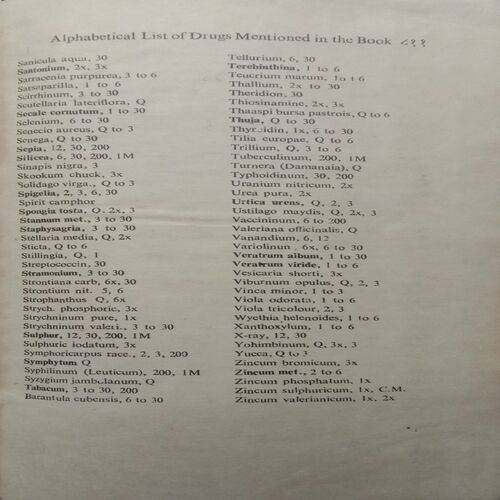 Alphabetical List of Drugs Mentioned in the Book
Sanicula aqua, 30
Santonium, 2x, 3x
Sarracenia purpurea, 3 to 6
Sarsaparilla, 1 to 6
Scirrhinum, 3 to 30
Scutellaria lateriflora, Q
Secale cornutum, 1 to 30
Selenium, 6 to 30
Senecio aureus, Q to 3
Senega, Q to 30
Sepia, 12, 30, 200
Silicea, 6, 30, 200, 1M
Sinapis nigra, 3
Skookum chuck, 3x
Solidago virga., Q to 3
Spigelia, 2, 3, 6, 30
Spirit camphor
Spongia tosta, Q. 2x, 3
Stannum met., 3 to 30
Staphysagria, 3 to 30
Stellaria media, Q, 2x
Sticta, Q to 6
Stillingia, Q, 1
Streptococcin, 30
Stramonium, 3 to 30
Strontiana carb, 6x, 30
Strontium nit. 5, 6
Strophanthus Q, 6x
Strych. phosphoric, 3x
Strychninum pure, 1x
Strychninum valeri., 3 to 30
Sulphur, 12, 30, 200, 1M
Sulphuric iodatum, 3x
Symphoricarpus race., 2, 3, 200
Symphytum Q
Syphilinum (Leuticum), 200, 1M
Syzygium jambolanum, Q
Tabacum, 3 to 30, 200
Batantula cubensis, 6 to 30
Tellurium, 6, 30
Terebinthina, 1 to 6
Teucrium marum, 1 to 6
Thallium, 2x to 30
Theridion, 30
Thiosinamine, 2x, 3x
Thaaspi bursa pastrois, Q to 6
Thuja, Q to 30
Thyroidin, 1x, 6 to 30
Tilia europae, Q to 6
Trillium, Q, 3 to 6
Tuberculinum, 200, 1M
Turnera (Damanaia), Q
Typhoidinum, 30, 200
Uranium nitricum, 2x
Urea pura, 2x
Urtica urens, Q, 2, 3
Ustilago maydis, Q, 2x, 3
Vaccininum, 6 to 200
Valeriana officinalis, Q
Vanandium, 6, 12
Variolinun, 6x, 6 to 30
Veratrum album, 1 to 30
Veratrum viride, 1 to 6
Vesicaria shorti, 3x
Viburnum opulus, Q, 2, 3
Vinca minor, 1 to 3
Viola odorata, 1 to 6
Viola tricolour, 2, 3
Wyethia helenoides, 1 to 6
Xanthoxylum, 1 to 6
X-ray, 12, 30
Yohimbinum, Q, 3x, 3
Yucca, Q to 3
Zincum bromicum, 3x
Zincum met., 2 to 6
Zincum phosphatum, 1x
Zincum sulphuricum, 1x, C.M.
Zincum valerianicum, 1x, 2x